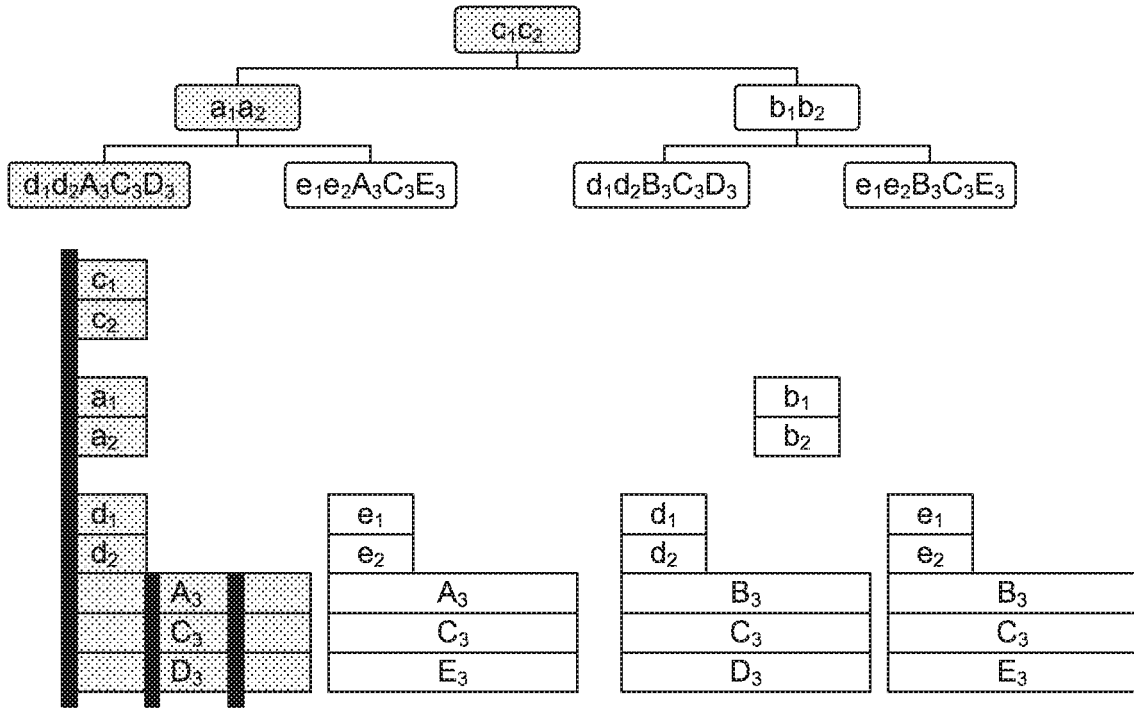 c₁c₂
a₁a₂ b₁b₂
d₁d₂A₃C₃D₃ e₁e₂A₃C₃E₃ d₁d₂B₃C₃D₃ e₁e₂B₃C₃E₃
c₁
c₂
a₁ b₁
a₂ b₂
d₁ e₁ d₁ e₁
d₂ e₂ d₂ e₂
A₃ A₃ B₃ B₃
C₃ C₃ C₃ C₃
D₃ E₃ D₃ E₃